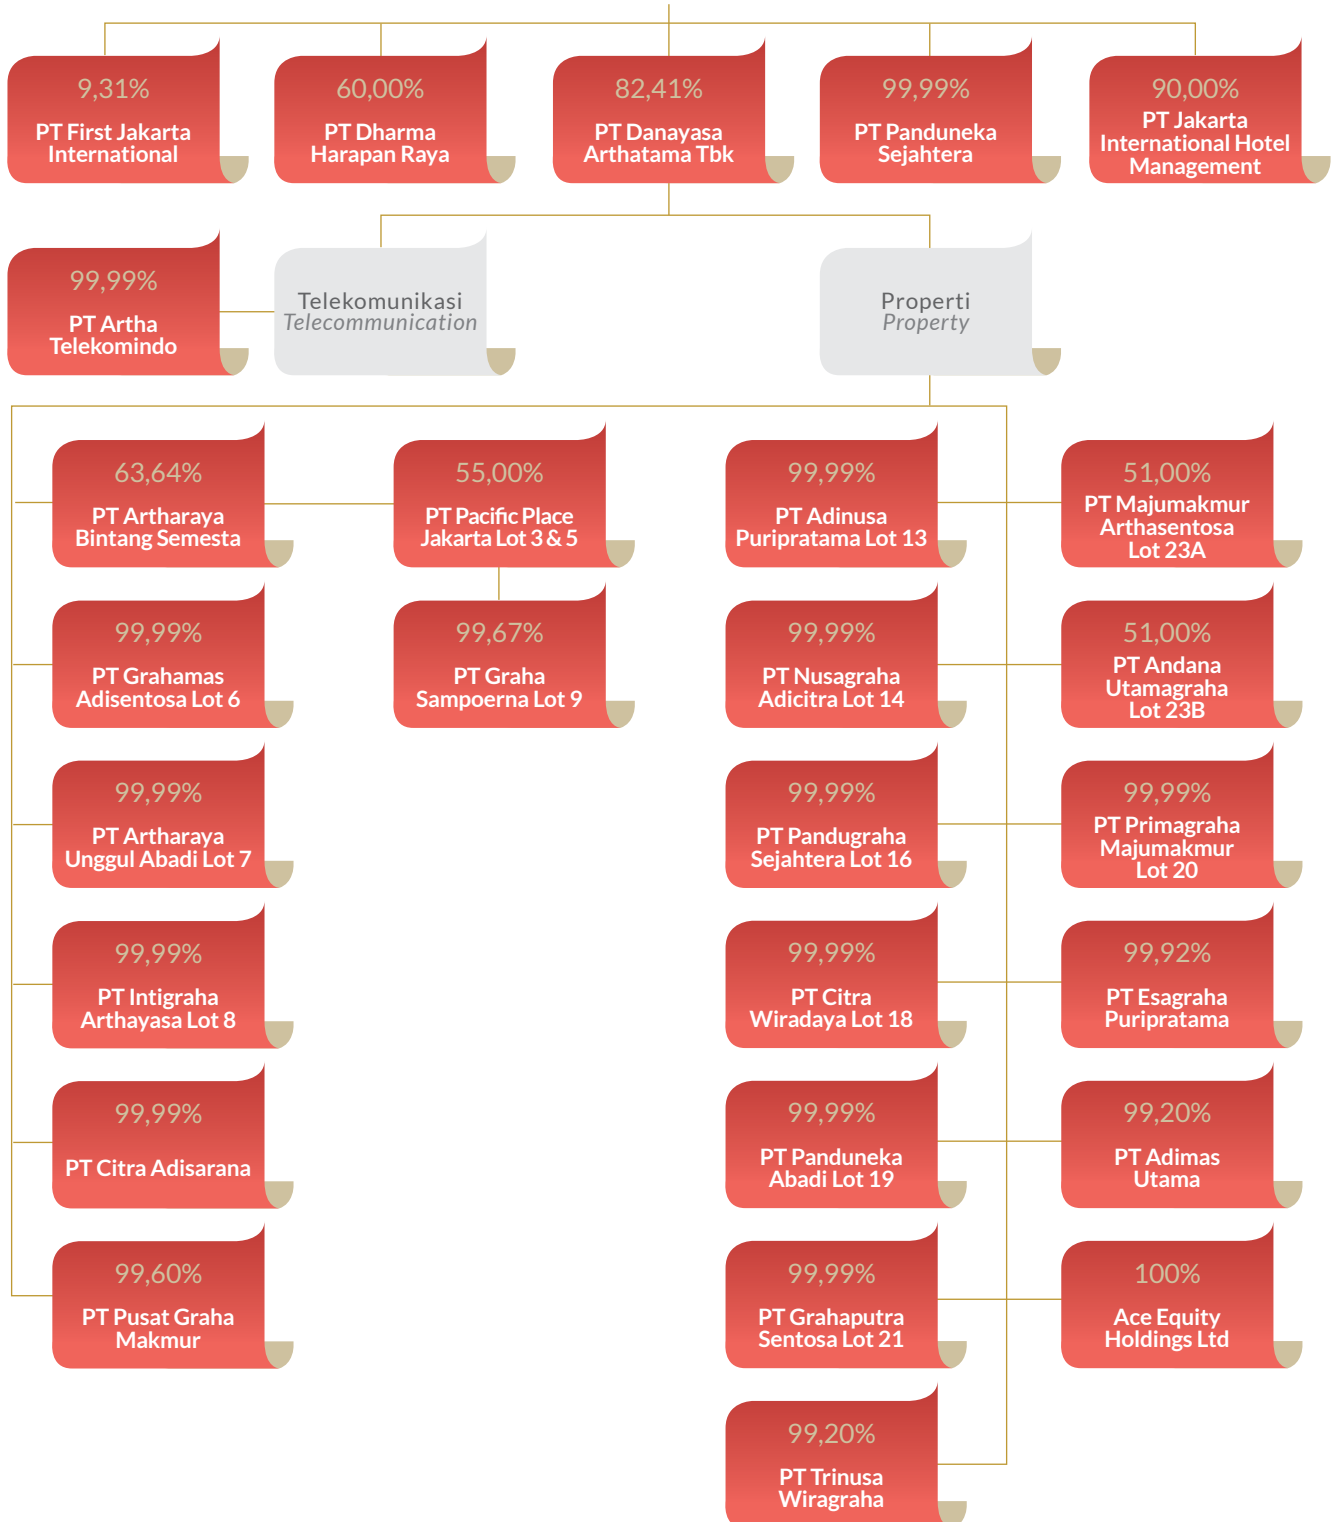 9,31%
PT First Jakarta
International
60,00%
PT Dharma
Harapan Raya
82,41%
PT Danayasa
Arthatama Tbk
99,99%
PT Panduneka
Sejahtera
90,00%
PT Jakarta
International Hotel
Management
99,99%
PT Artha
Telekomindo
Telekomunikasi
Telecommunication
Properti
Property
63,64%
PT Artharaya
Bintang Semesta
55,00%
PT Pacific Place
Jakarta Lot 3 & 5
99,99%
PT Adinusa
Puripratama Lot 13
51,00%
PT Majumakmur
Arthasentosa
Lot 23A
99,99%
PT Grahamas
Adisentosa Lot 6
99,67%
PT Graha
Sampoerna Lot 9
99,99%
PT Nusagraha
Adicitra Lot 14
51,00%
PT Andana
Utamagraha
Lot 23B
99,99%
PT Artharaya
Unggul Abadi Lot 7
99,99%
PT Pandugraha
Sejahtera Lot 16
99,99%
PT Primagraha
Majumakmur
Lot 20
99,99%
PT Intigraha
Arthayasa Lot 8
99,99%
PT Citra
Wiradaya Lot 18
99,92%
PT Esagraha
Puripratama
99,99%
PT Citra Adisarana
99,99%
PT Panduneka
Abadi Lot 19
99,20%
PT Adimas
Utama
99,60%
PT Pusat Graha
Makmur
99,99%
PT Grahaputra
Sentosa Lot 21
100%
Ace Equity
Holdings Ltd
99,20%
PT Trinusa
Wiragraha